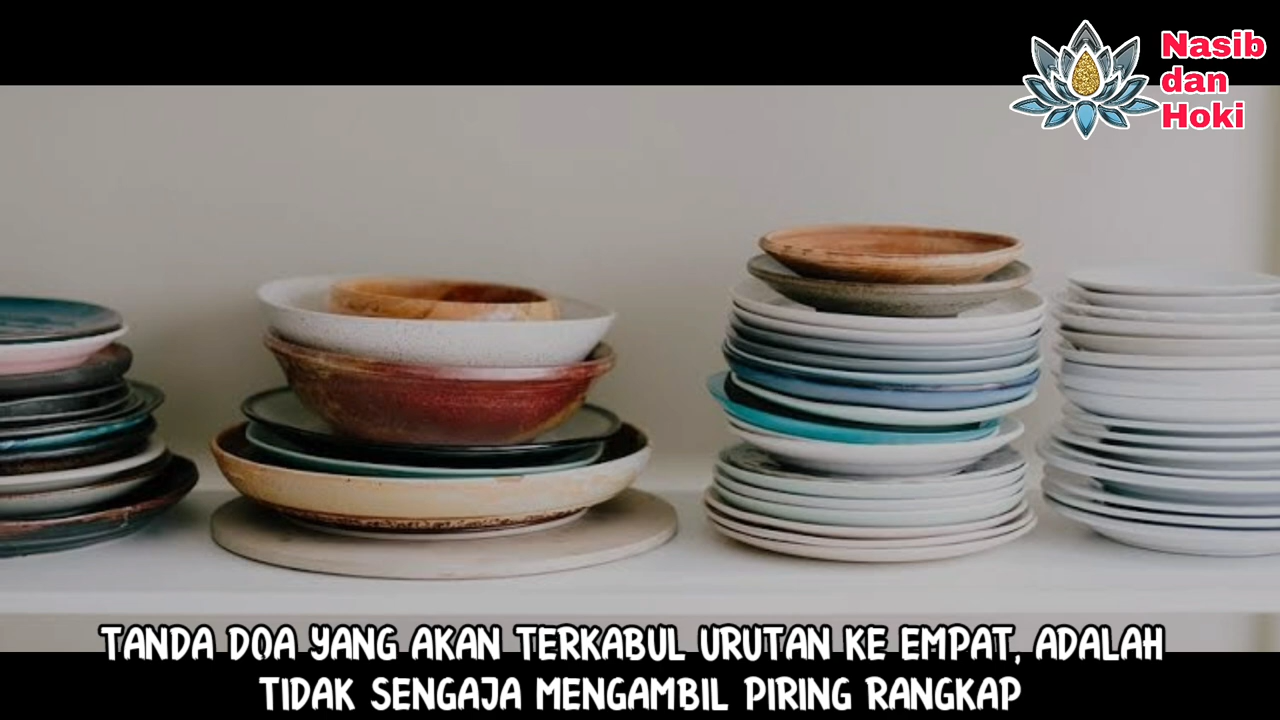 Nasib
dan
Hoki
TANDA DOA YANG AKAN TERKABUL URUTAN KE EMPAT, ADALAH
TIDAK SENGAJA MENGAMBIL PIRING RANGKAP